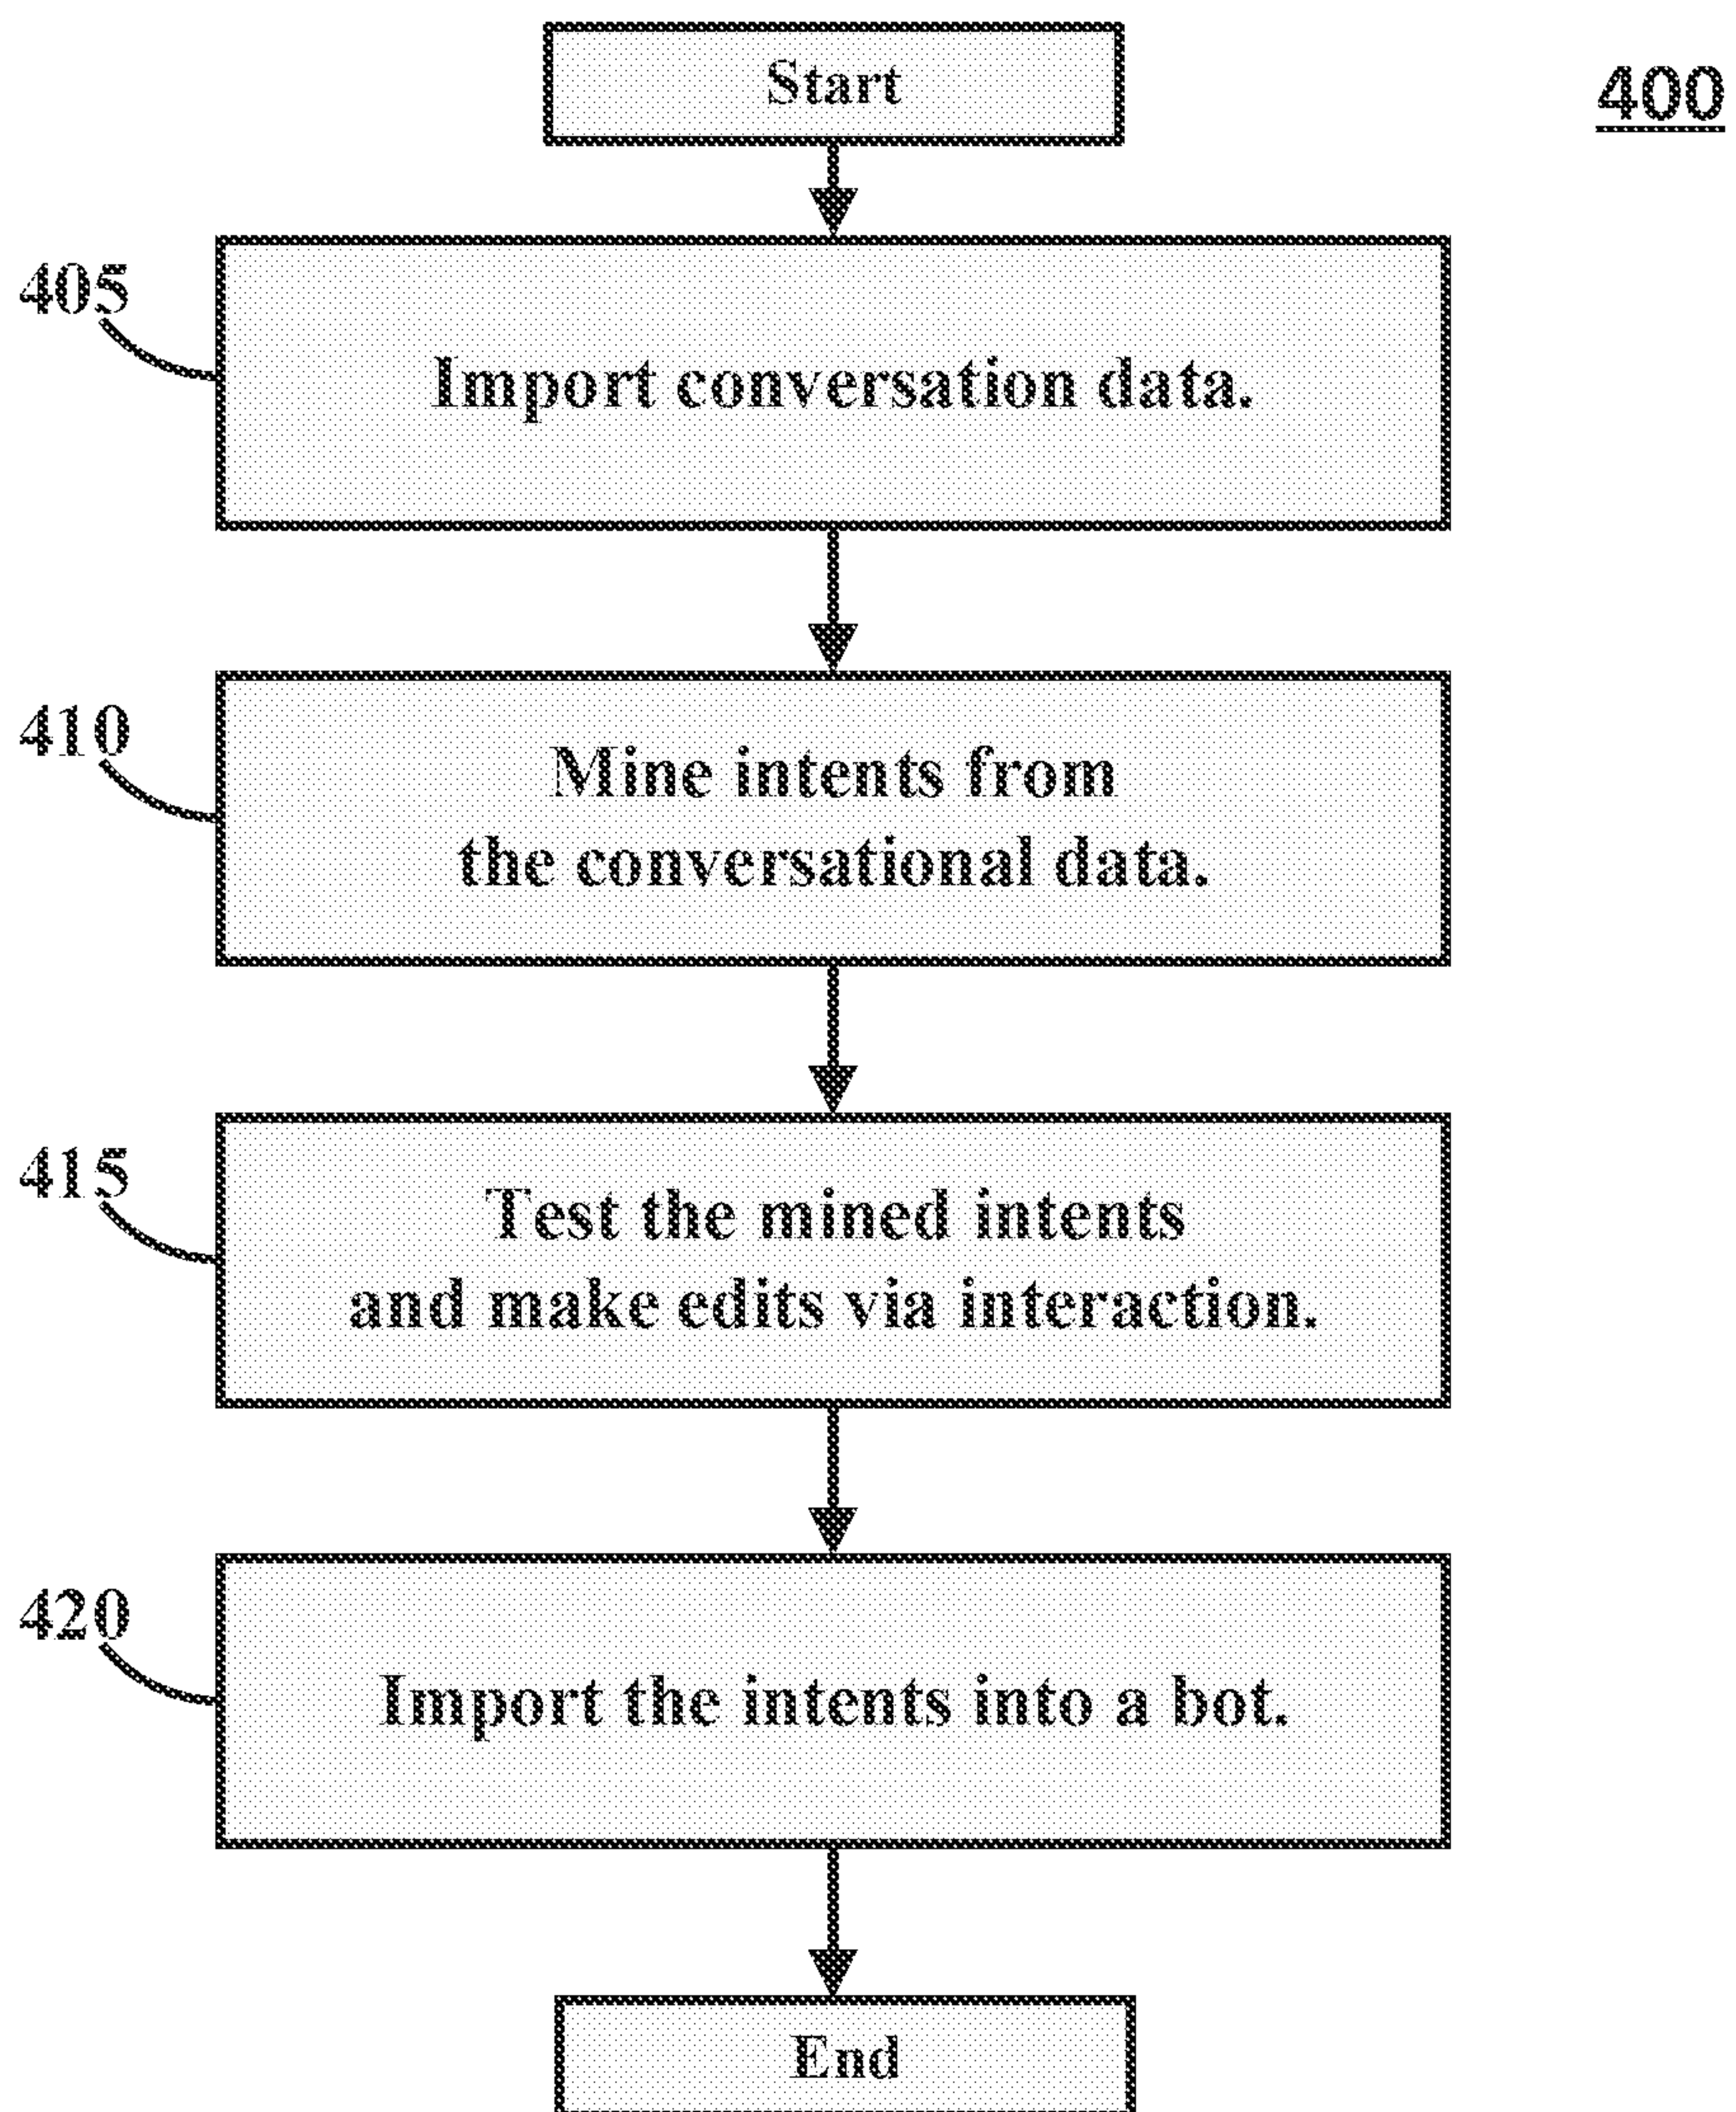 Start
400
405
Import conversation data.
410
Mine intents from
the conversational data.
415
Test the mined intents
and make edits via interaction.
420
Import the intents into a bot.
End